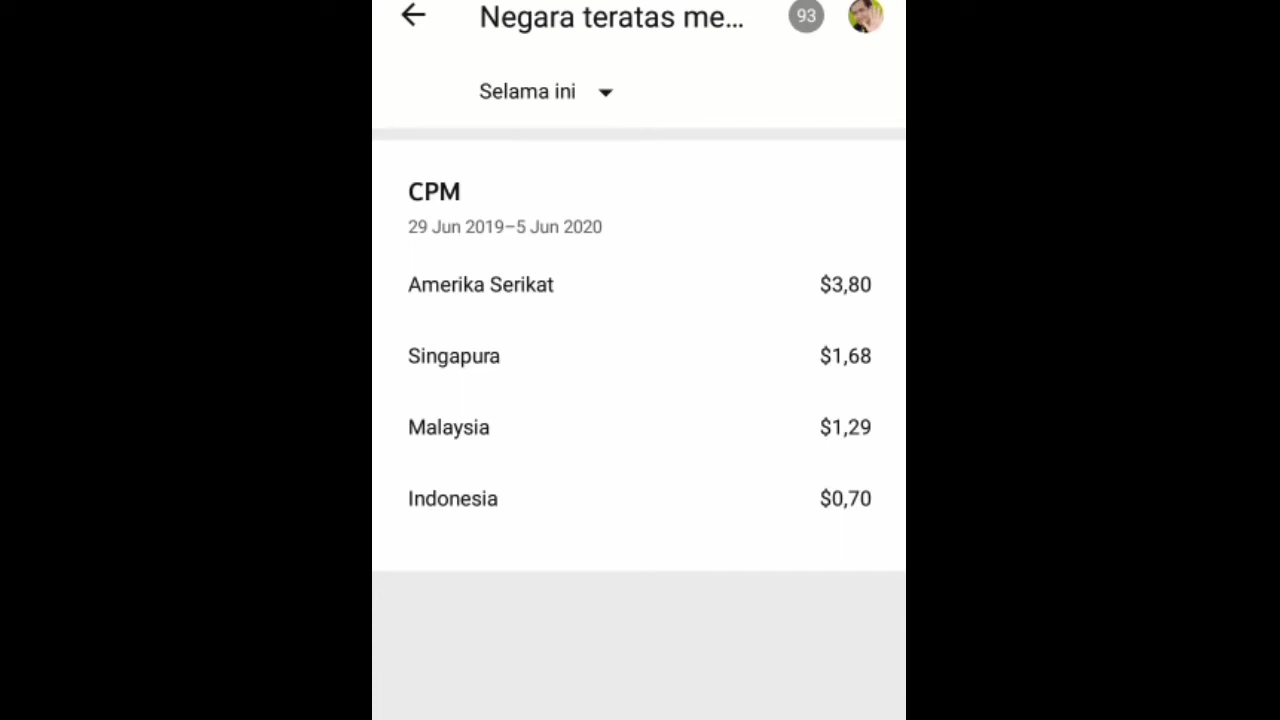 Negara teratas me...
93
Selama ini
CPM
29 Jun 2019–5 Jun 2020
Amerika Serikat $3,80
Singapura $1,68
Malaysia $1,29
Indonesia $0,70